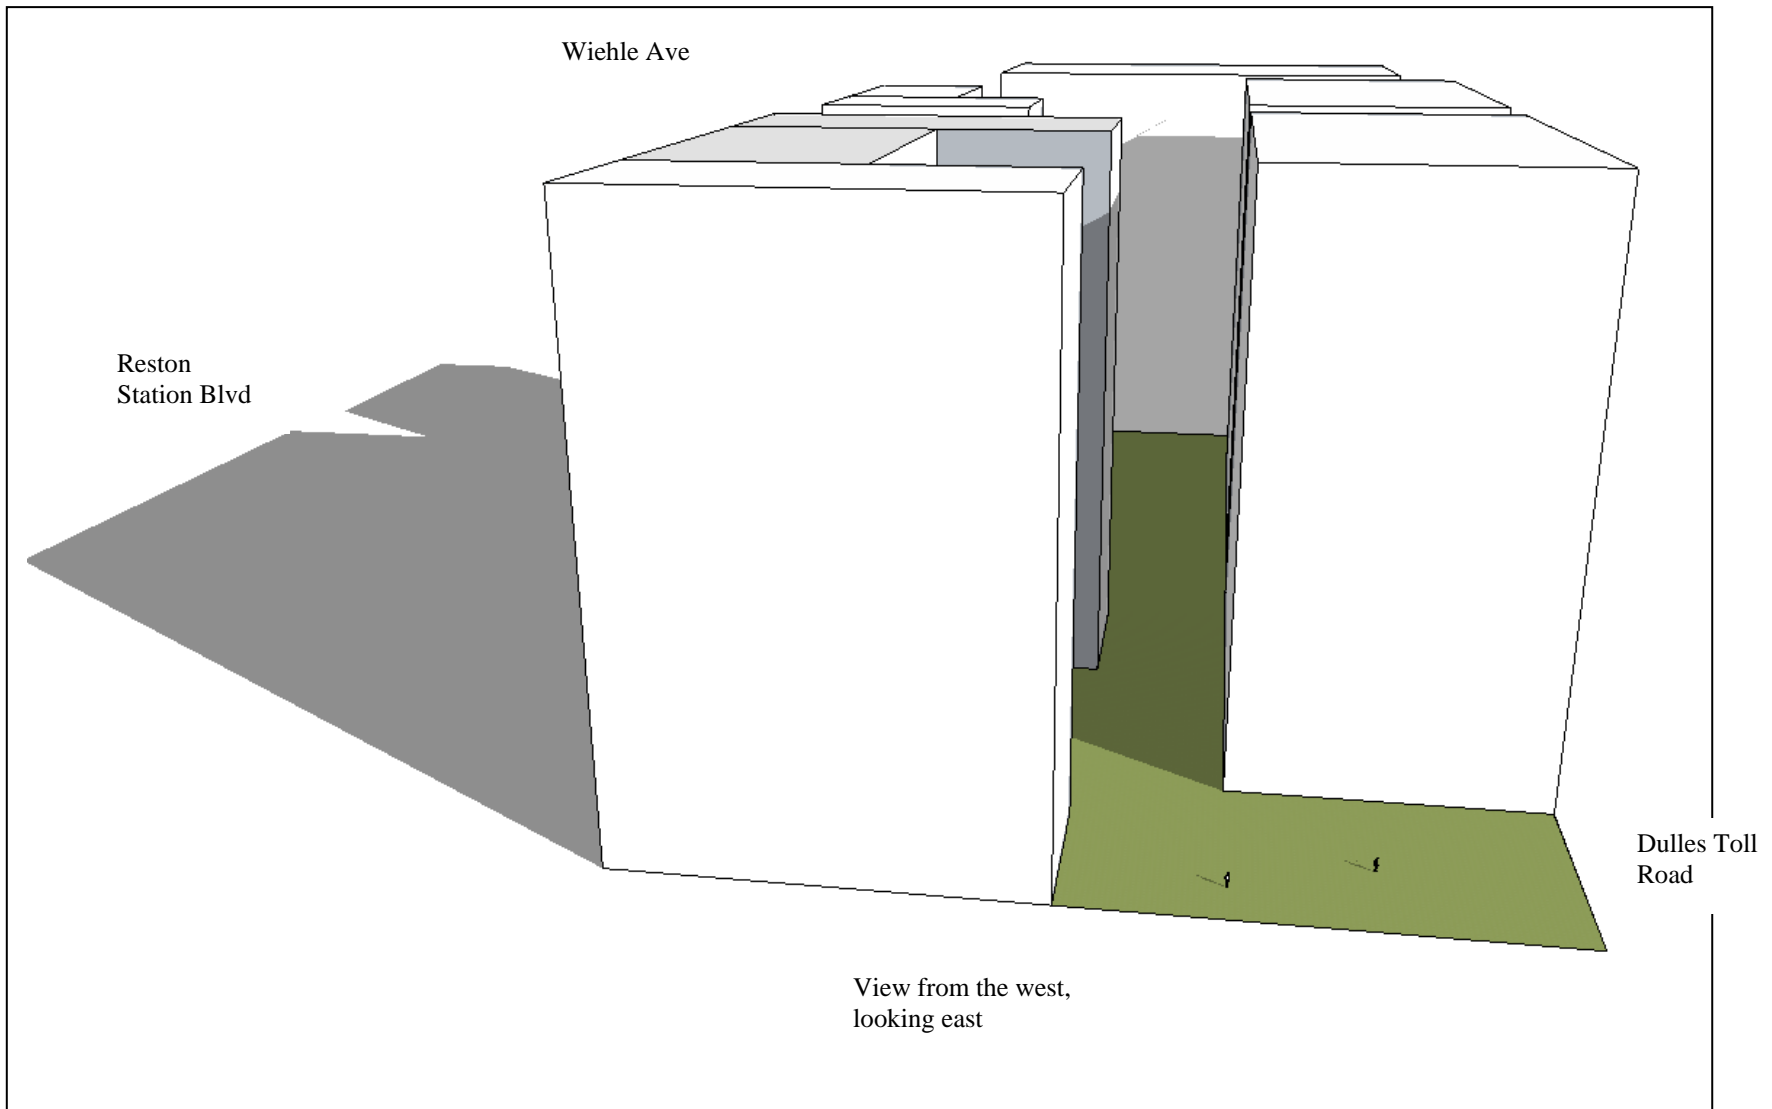 Wiehle Ave
Reston
Station Blvd
Dulles Toll
Road
View from the west,
looking east